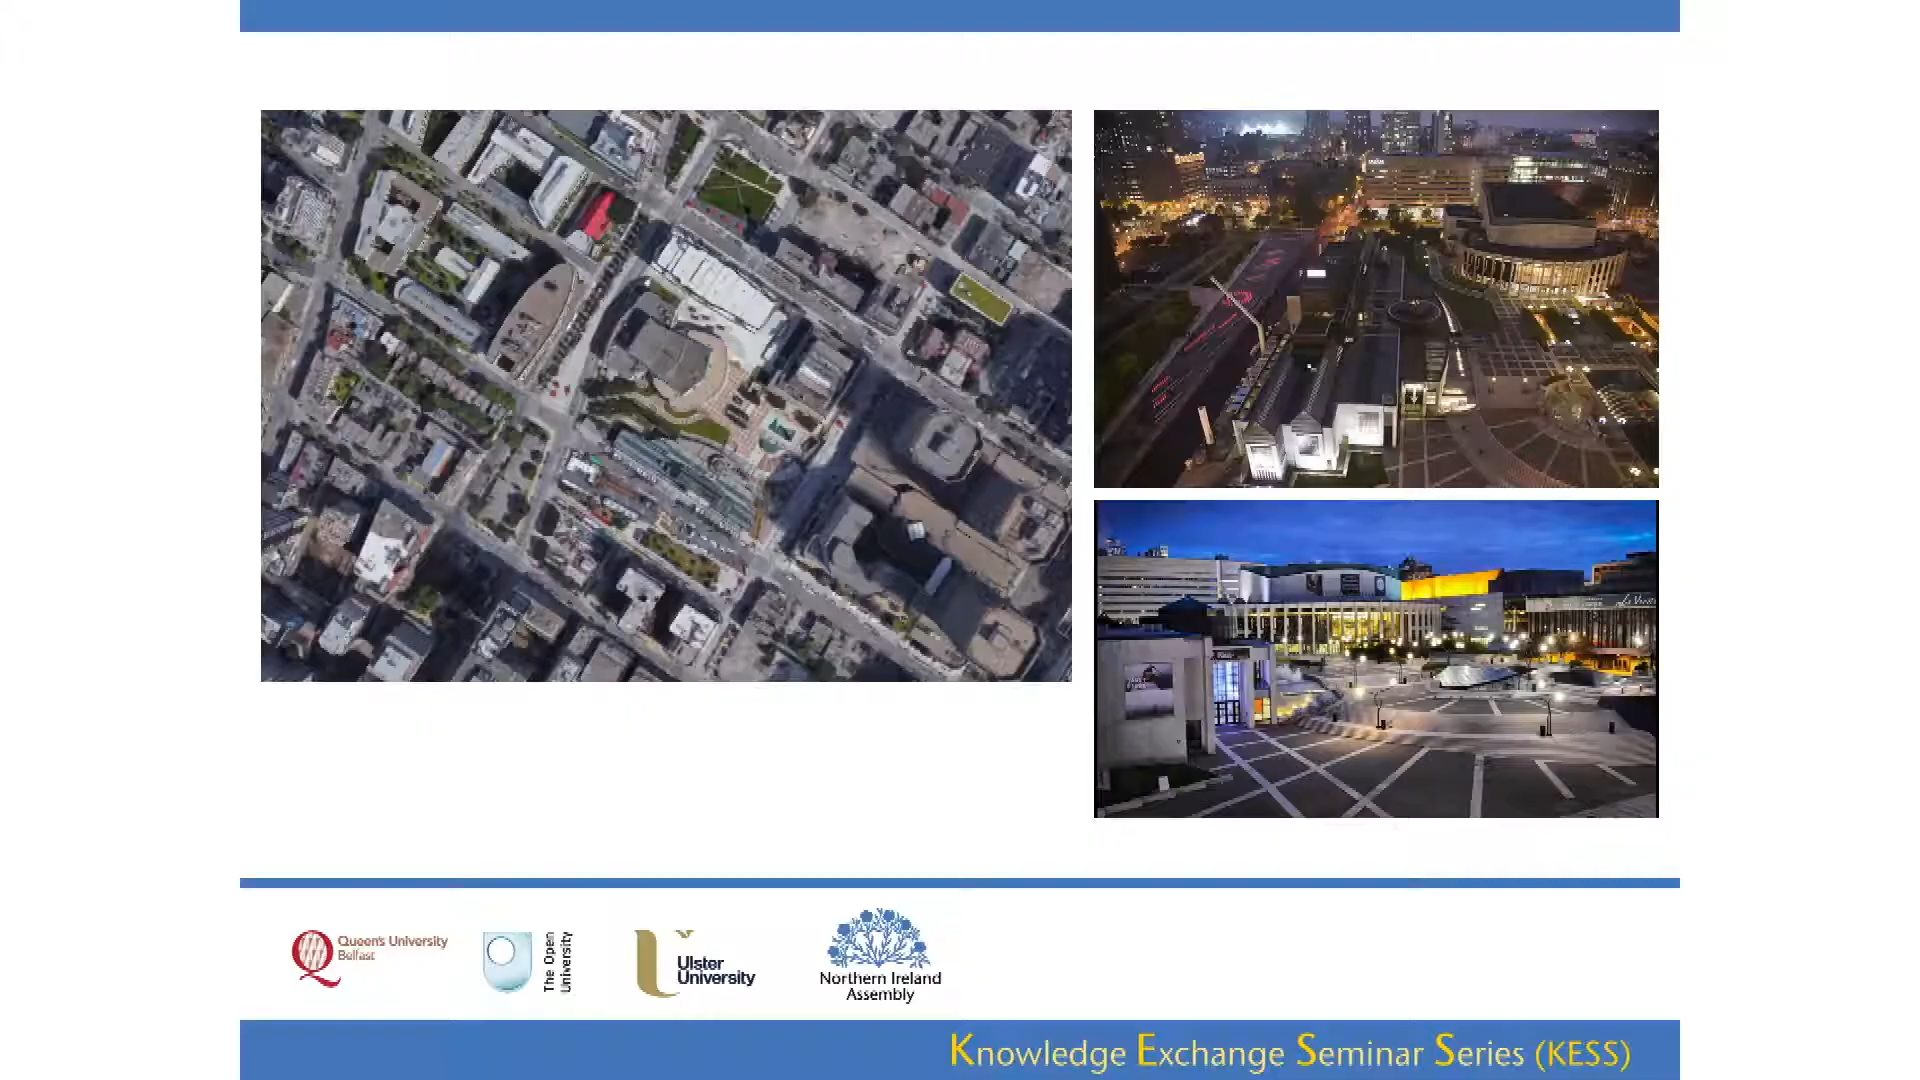 Queen's University
Belfast
The Open
University
Ulster
University
Northern Ireland
Assembly
Knowledge Exchange Seminar Series (KESS)